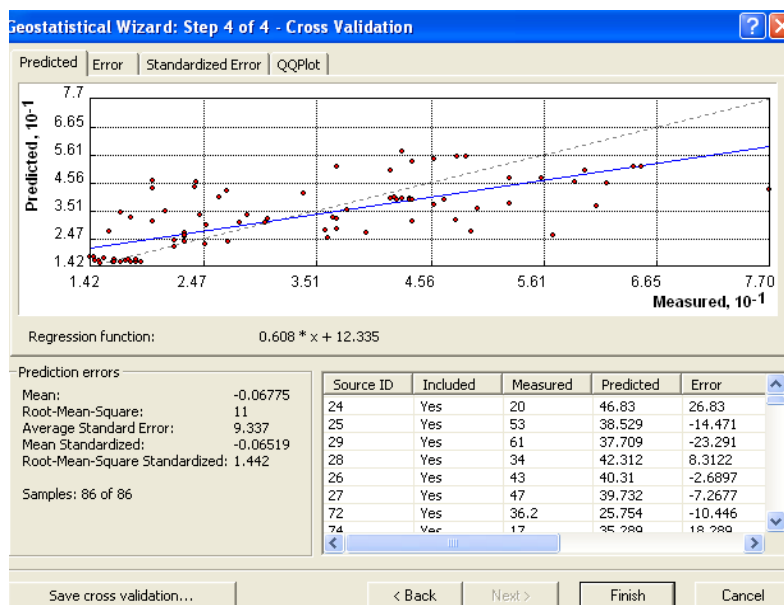 Geostatistical Wizard: Step 4 of 4 - Cross Validation
Predicted Error Standardized Error QQPlot
Predicted, 10-1
7.7
6.65
5.61
4.56
3.51
2.47
1.42
1.42 2.47 3.51 4.56 5.61 6.65 7.70
Measured, 10-1
Regression function: 0.608 * x + 12.335
Prediction errors
Mean: -0.06775
Root-Mean-Square: 11
Average Standard Error: 9.337
Mean Standardized: -0.06519
Root-Mean-Square Standardized: 1.442
Samples: 86 of 86
Source ID Included Measured Predicted Error
24 Yes 20 46.83 26.83
25 Yes 53 38.529 -14.471
29 Yes 61 37.709 -23.291
28 Yes 34 42.312 8.3122
26 Yes 43 40.31 -2.6897
27 Yes 47 39.732 -7.2677
72 Yes 36.2 25.754 -10.446
74 Yes 17 35.289 18.289
Save cross validation... < Back Next > Finish Cancel